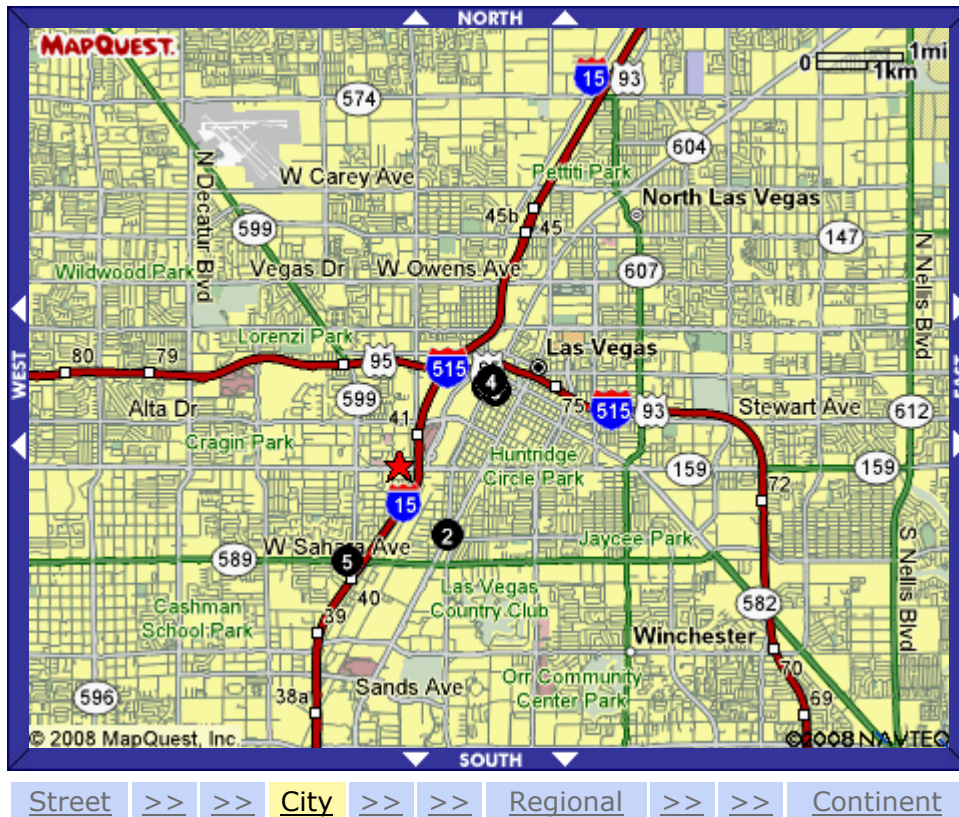 NORTH
MAPQUEST.
0 1mi
1km
15 93
574
604
W Carey Ave
Pettiti Park
N Decatur Blvd
North Las Vegas
45b
45
599
147
Wildwood Park
Vegas Dr
W Owens Ave
607
N Nellis Blvd
Lorenzi Park
Las Vegas
WEST
EAST
80
79
95
515
4
599
Alta Dr
75
515
93
Stewart Ave
612
41
Cragin Park
Huntridge
Circle Park
159
159
15
72
2
W Sahara Ave
Jaycee Park
589
5
S Nellis Blvd
40
Las Vegas
Country Club
Cashman
School Park
39
582
Winchester
70
596
38a
Sands Ave
Orr Community
Center Park
69
© 2008 MapQuest, Inc.
©2008 NAVTEQ
SOUTH
Street >> >> City >> >> Regional >> >> Continent